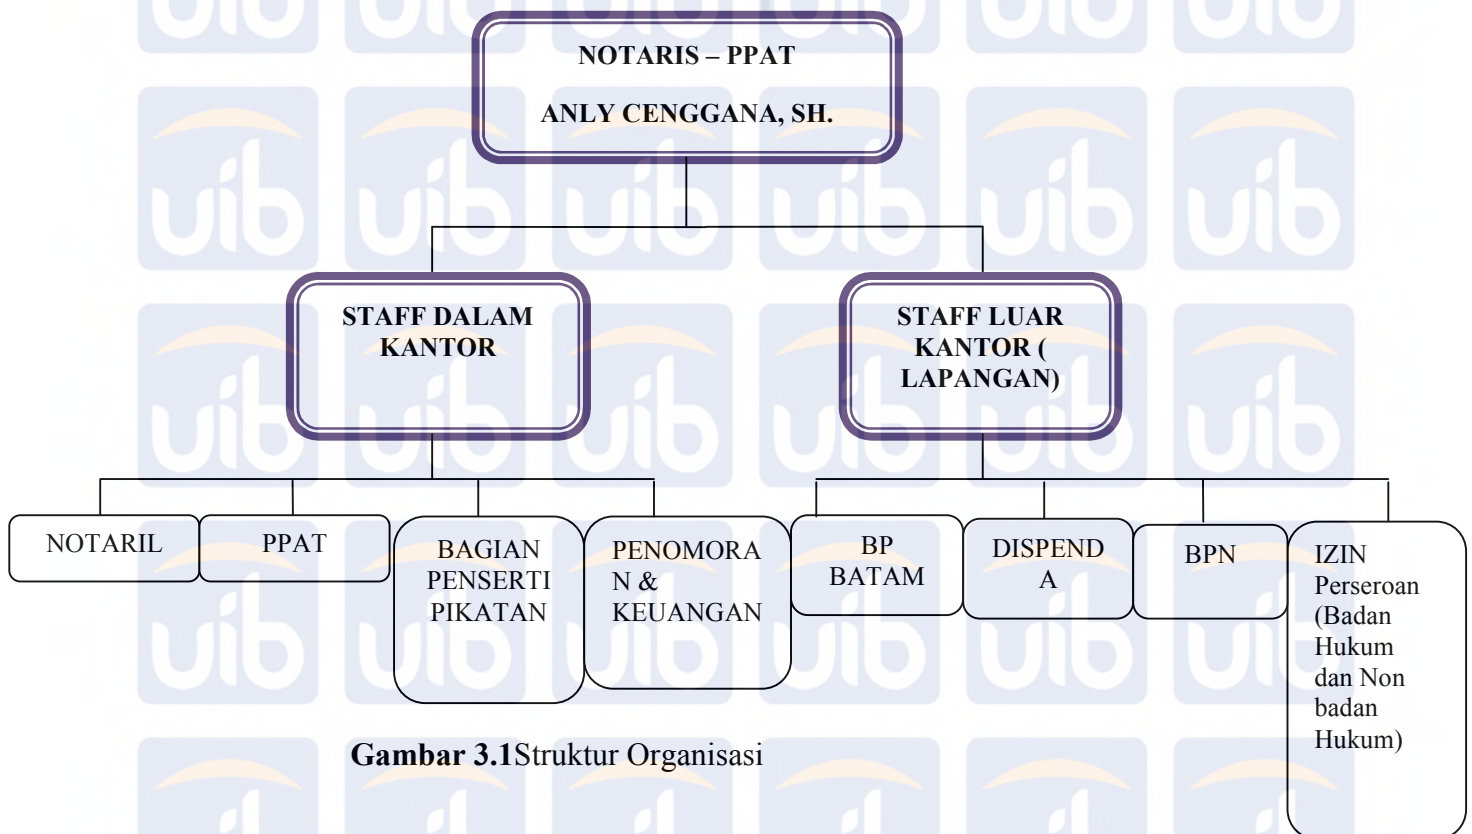 NOTARIS – PPAT
ANLY CENGGANA, SH.
STAFF DALAM
KANTOR
STAFF LUAR
KANTOR (
LAPANGAN)
NOTARIL
PPAT
BAGIAN
PENSERTI
PIKATAN
PENOMORA
N &
KEUANGAN
BP
BATAM
DISPEND
A
BPN
IZIN
Perseroan
(Badan
Hukum
dan Non
badan
Hukum)
Gambar 3.1Struktur Organisasi
uib